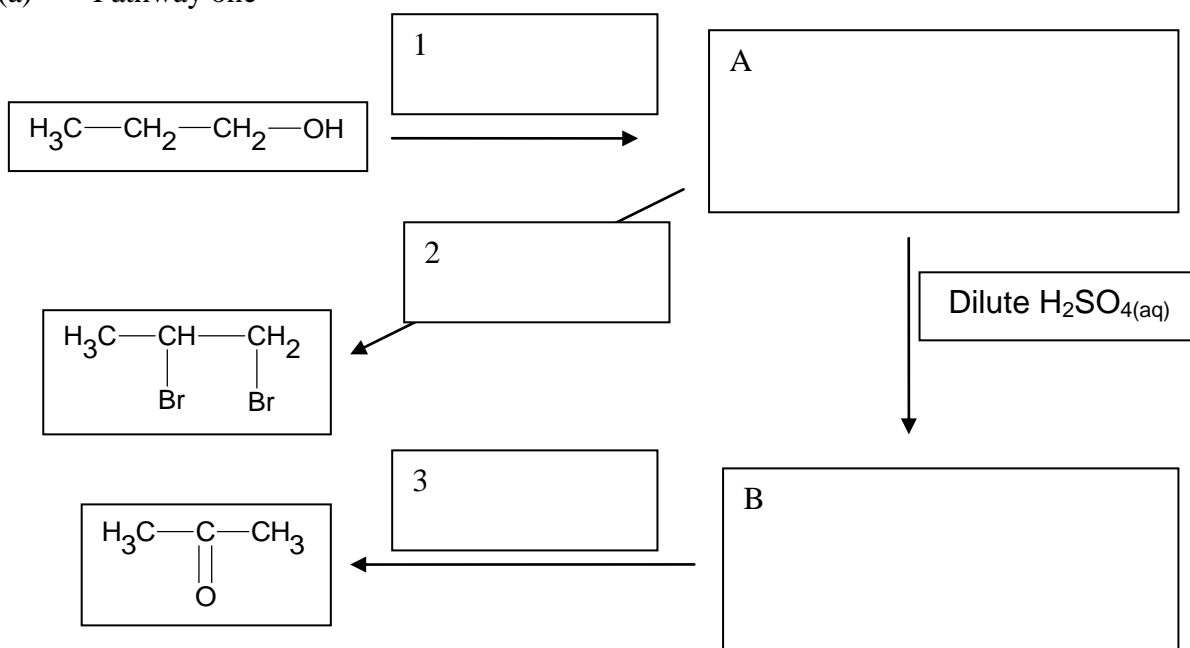 (a) Pathway one
1
A
H₃C—CH₂—CH₂—OH
2
Dilute H₂SO₄(aq)
H₃C—CH—CH₂
Br Br
3
B
H₃C—C—CH₃
O